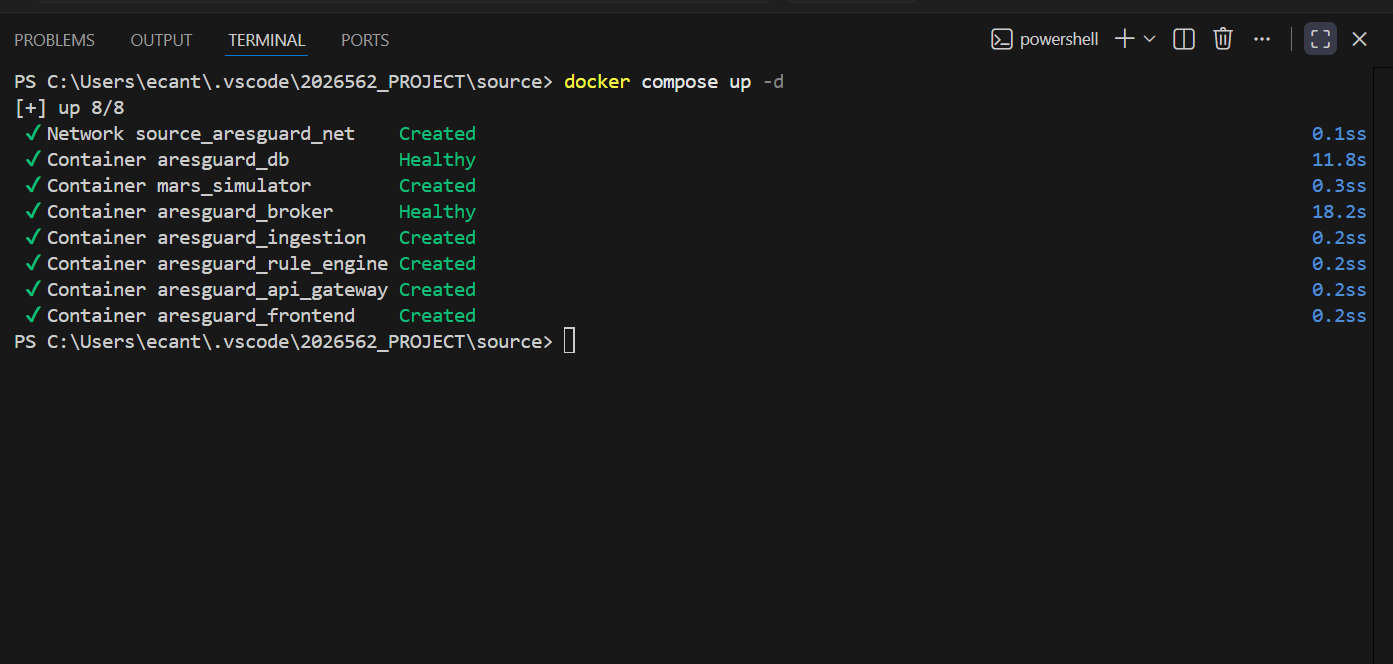 PROBLEMS OUTPUT TERMINAL PORTS powershell
PS C:\Users\ecant\.vscode\2026562_PROJECT\source> docker compose up -d
[+] up 8/8
✓ Network source_aresguard_net Created 0.1ss
✓ Container aresguard_db Healthy 11.8s
✓ Container mars_simulator Created 0.3ss
✓ Container aresguard_broker Healthy 18.2s
✓ Container aresguard_ingestion Created 0.2ss
✓ Container aresguard_rule_engine Created 0.2ss
✓ Container aresguard_api_gateway Created 0.2ss
✓ Container aresguard_frontend Created 0.2ss
PS C:\Users\ecant\.vscode\2026562_PROJECT\source>